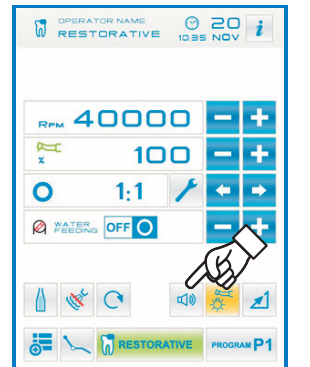 OPERATOR NAME
RESTORATIVE
10:35
20 NOV
i
RPM 40000
% 100
1:1
WATER FEEDING OFF
RESTORATIVE
PROGRAM P1